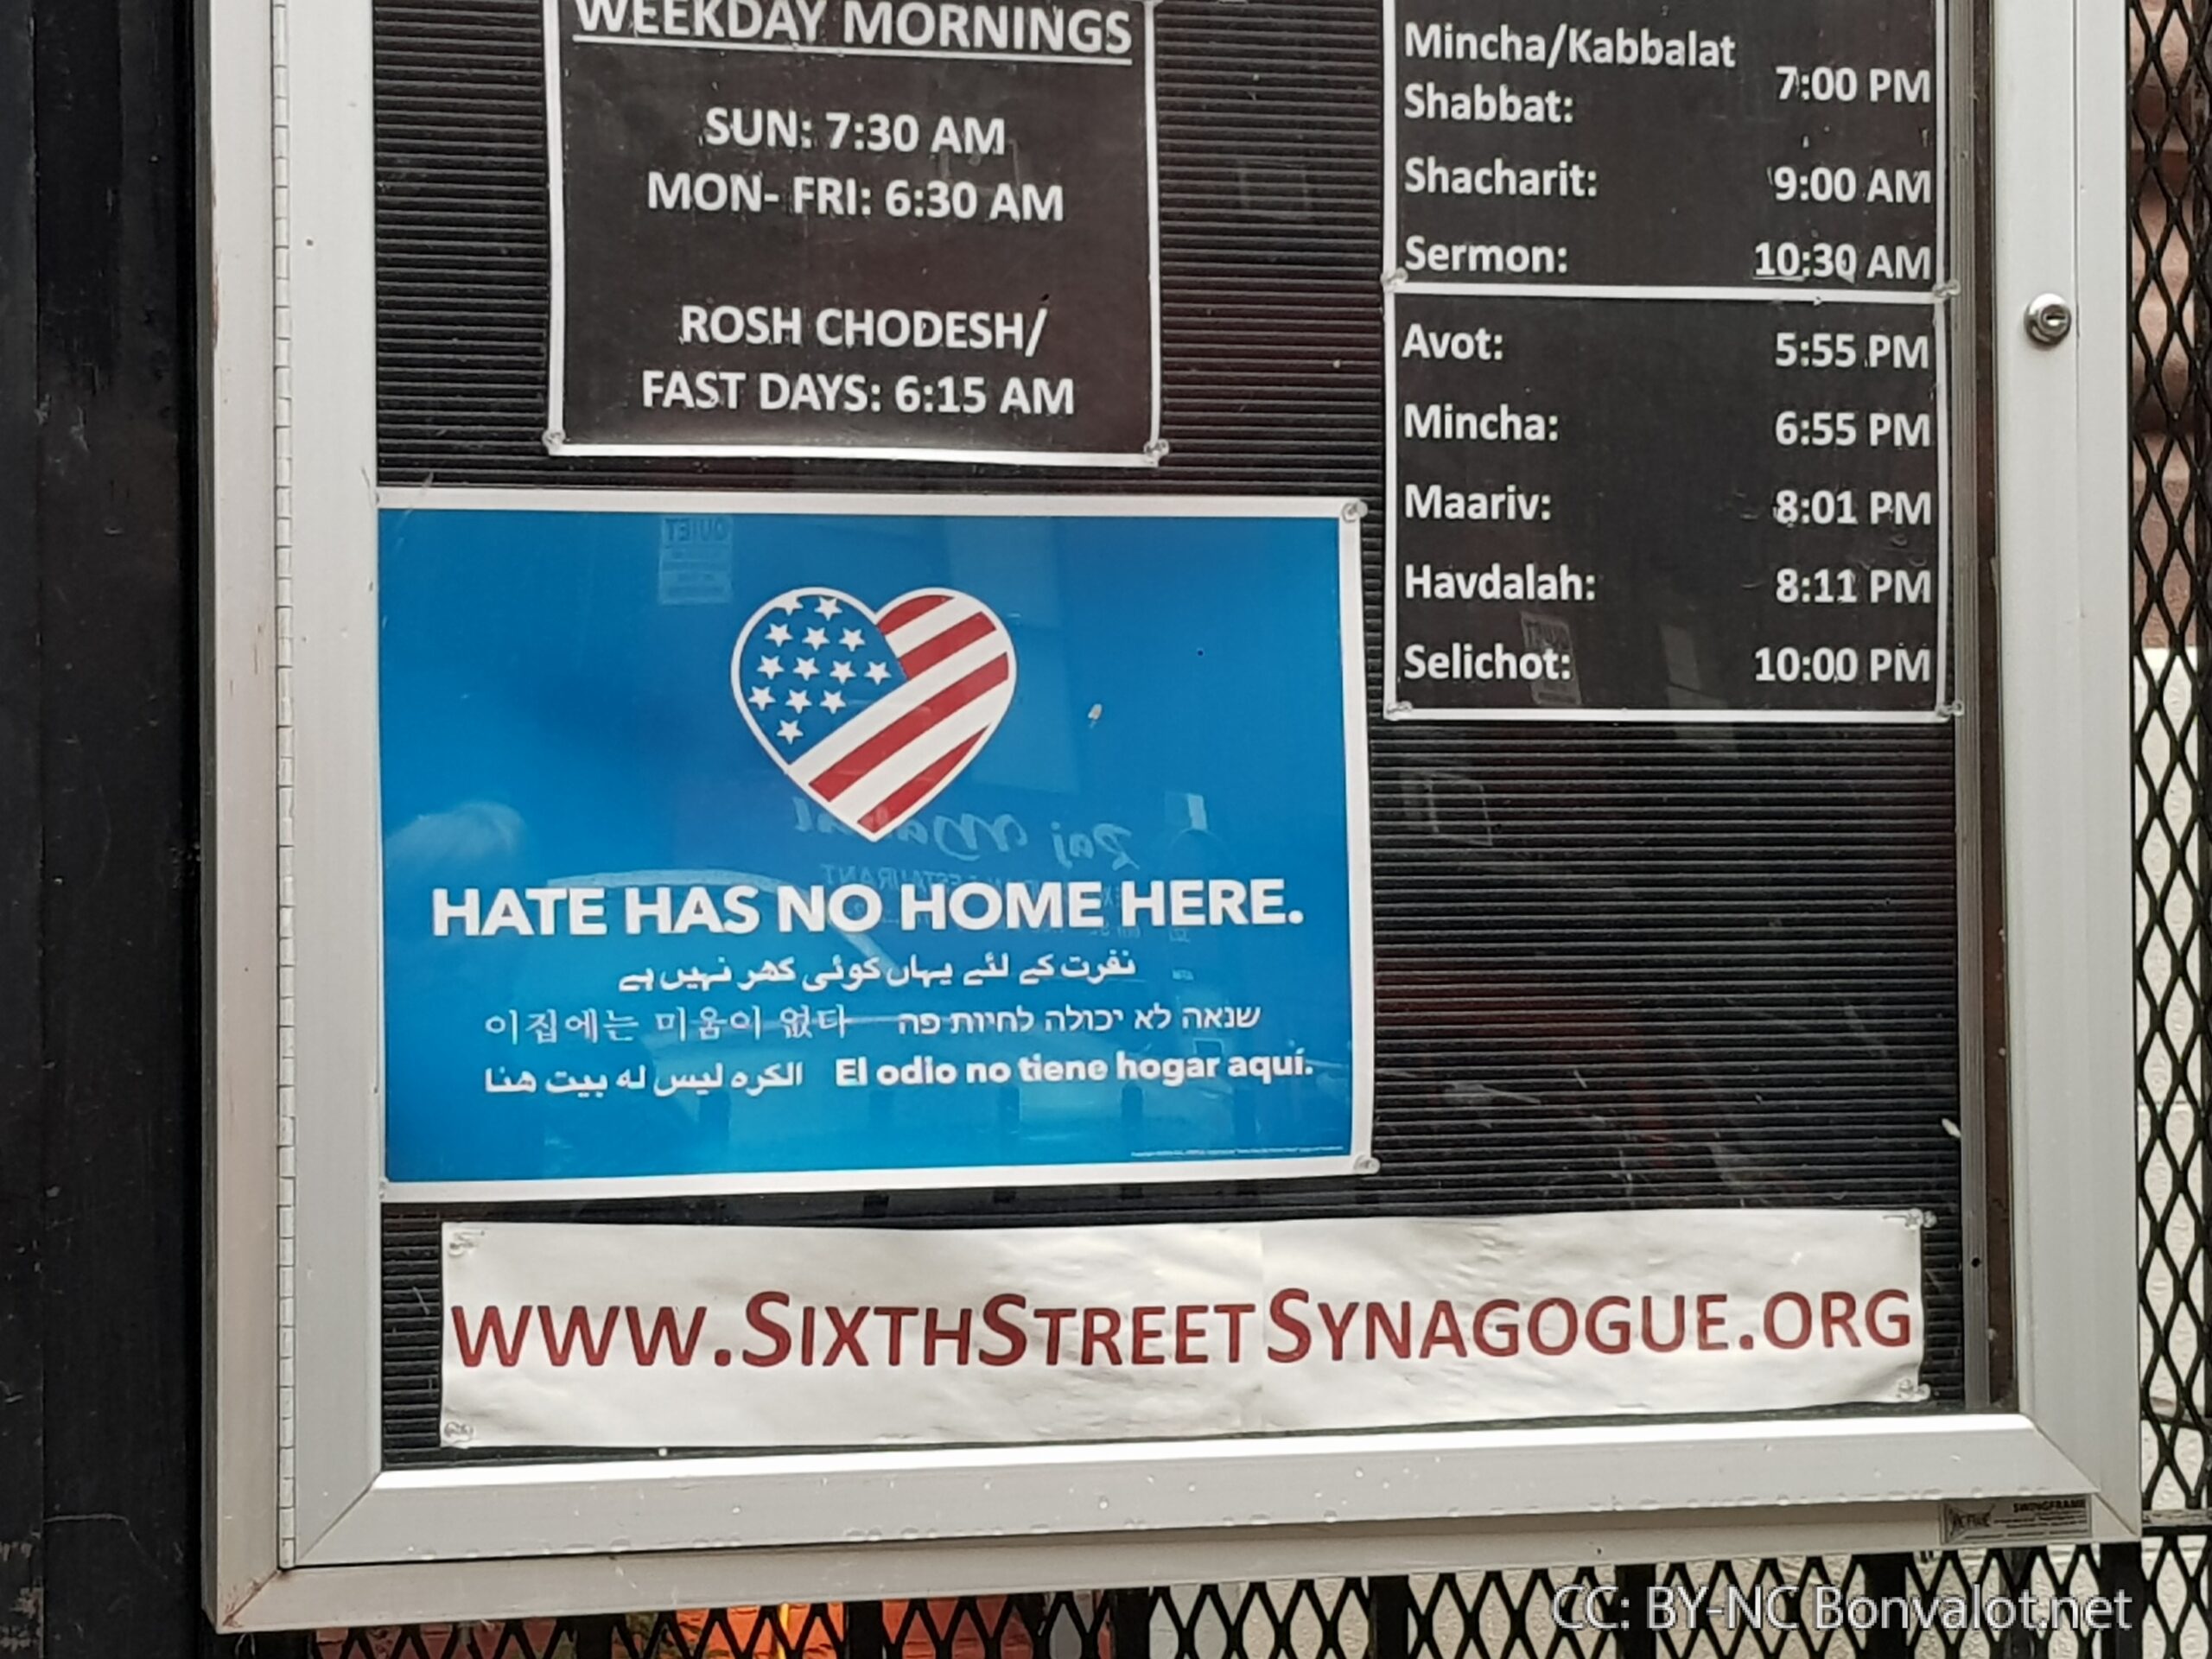 WEEKDAY MORNINGS
SUN: 7:30 AM
MON- FRI: 6:30 AM
ROSH CHODESH/
FAST DAYS: 6:15 AM
Mincha/Kabbalat
Shabbat: 7:00 PM
Shacharit: 9:00 AM
Sermon: 10:30 AM
Avot: 5:55 PM
Mincha: 6:55 PM
Maariv: 8:01 PM
Havdalah: 8:11 PM
Selichot: 10:00 PM
HATE HAS NO HOME HERE.
نفرت کے لئے یہاں کوئی گھر نہیں ہے
이 집에는 미움이 없다 שנאה לא יכולה לחיות פה
الكره ليس له بيت هنا El odio no tiene hogar aquí.
WWW.SIXTHSTREETSYNAGOGUE.ORG
SWINGFRAME
CC: BY-NC Bonvalot.net